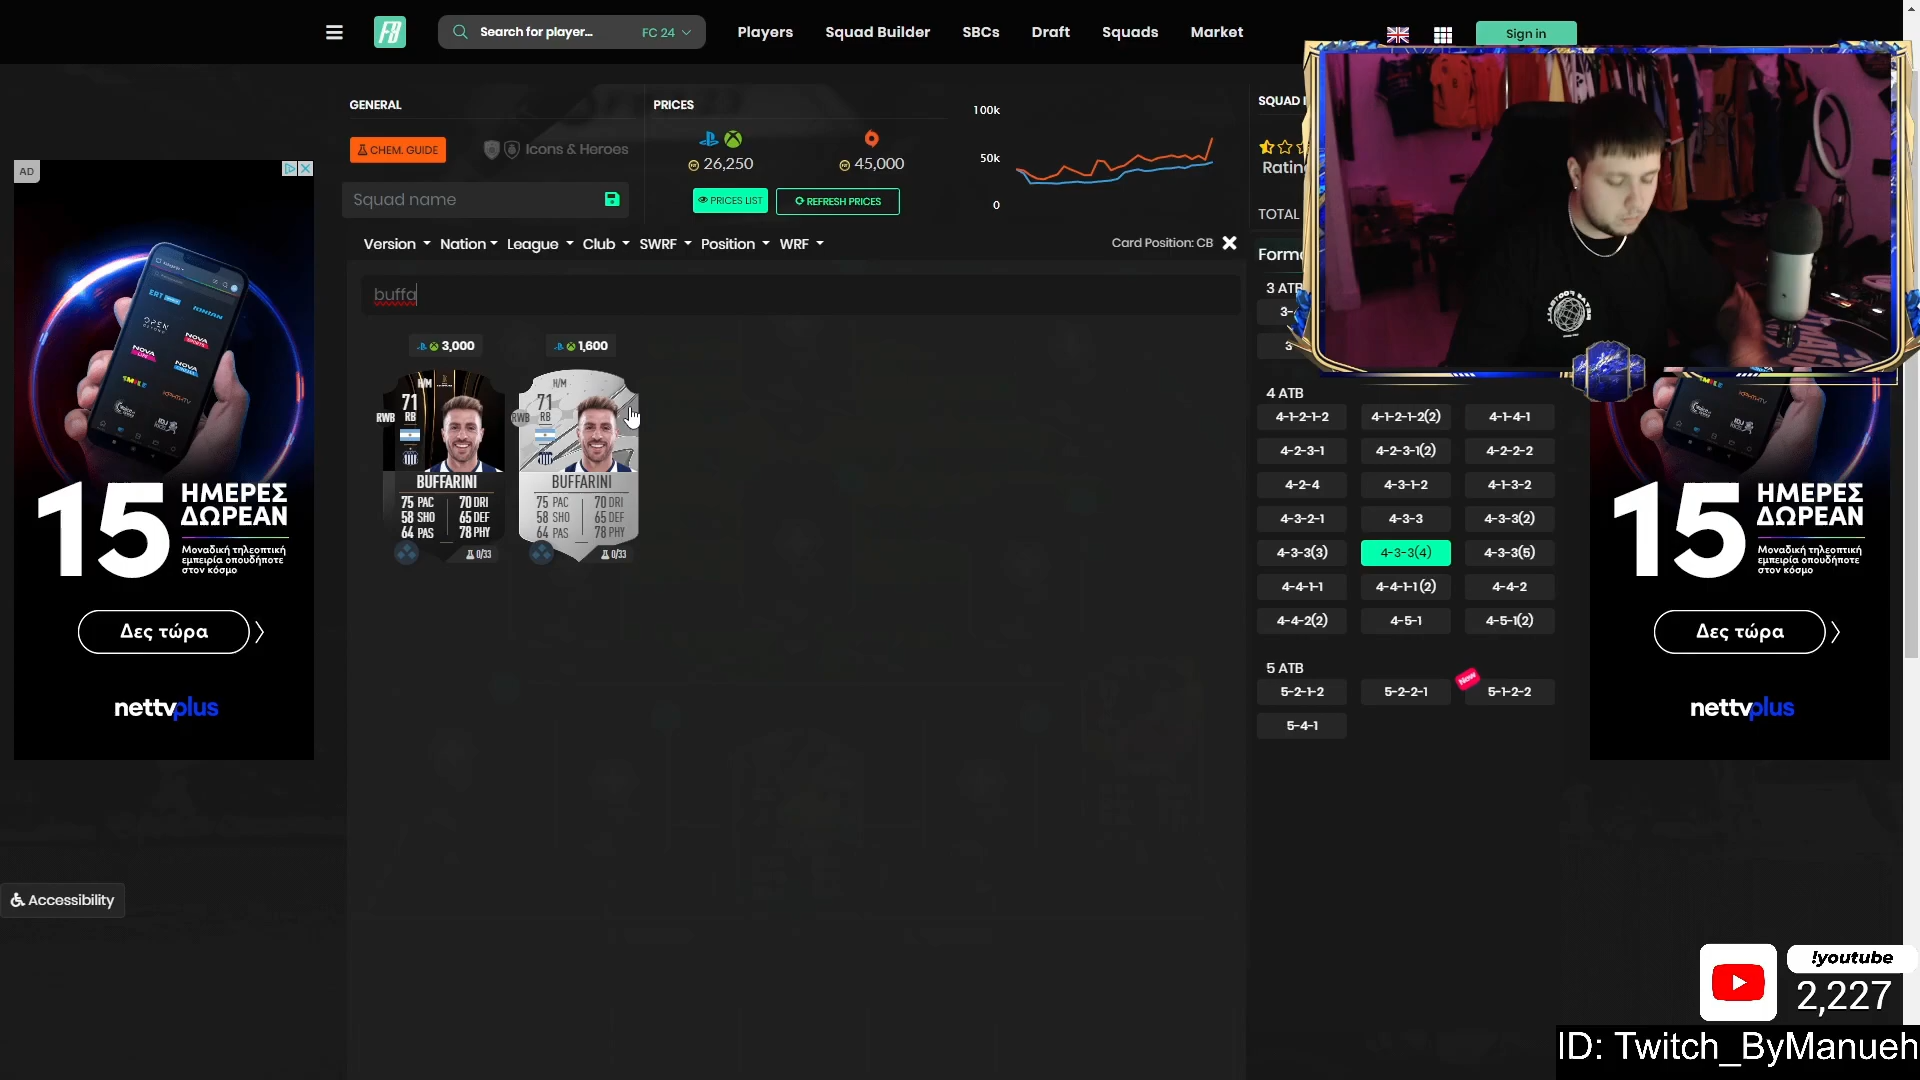 Search for player...
FC 24
Players
Squad Builder
SBCs
Draft
Squads
Market
Sign in
GENERAL
CHEM. GUIDE
Icons & Heroes
Squad name
PRICES
26,250
45,000
PRICES LIST
REFRESH PRICES
100k
50k
0
SQUAD
TOTAL
Version
Nation
League
Club
SWRF
Position
WRF
Card Position: CB
buffa
3,000
1,600
H/M
71
RB
RWB
BUFFARINI
75 PAC 70 DRI
58 SHO 65 DEF
64 PAS 78 PHY
0/33
H/M
71
RB
RWB
BUFFARINI
75 PAC 70 DRI
58 SHO 65 DEF
64 PAS 78 PHY
0/33
3 ATB
4 ATB
4-1-2-1-2
4-1-2-1-2(2)
4-1-4-1
4-2-3-1
4-2-3-1(2)
4-2-2-2
4-2-4
4-3-1-2
4-1-3-2
4-3-2-1
4-3-3
4-3-3(2)
4-3-3(3)
4-3-3(4)
4-3-3(5)
4-4-1-1
4-4-1-1 (2)
4-4-2
4-4-2(2)
4-5-1
4-5-1(2)
5 ATB
New
5-2-1-2
5-2-2-1
5-1-2-2
5-4-1
AD
15 ΗΜΕΡΕΣ
ΔΩΡΕΑΝ
Μοναδική τηλεοπτική
εμπειρία οπουδήποτε
στον κόσμο
Δες τώρα
nettvplus
15 ΗΜΕΡΕΣ
ΔΩΡΕΑΝ
Μοναδική τηλεοπτική
εμπειρία οπουδήποτε
στον κόσμο
Δες τώρα
nettvplus
Accessibility
!youtube
2,227
ID: Twitch_ByManueh